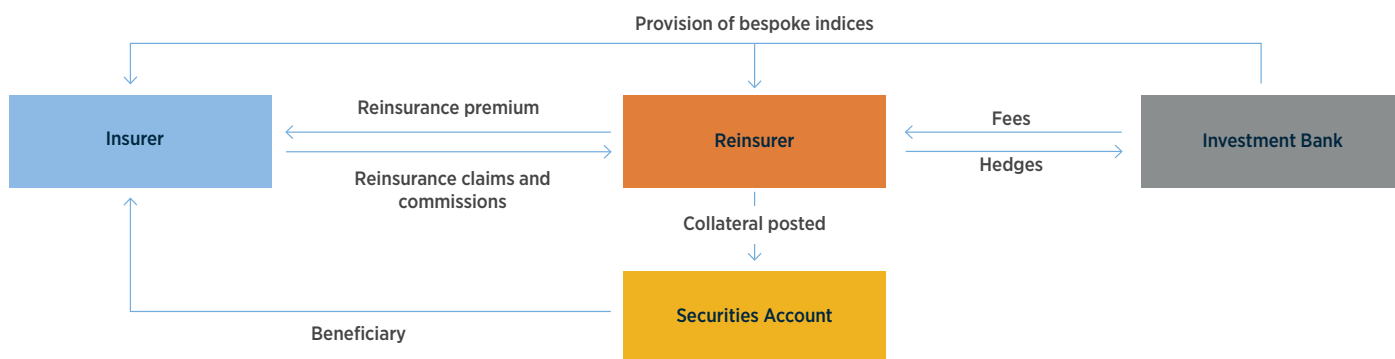 Provision of bespoke indices
Insurer
Reinsurance premium
Reinsurance claims and
commissions
Reinsurer
Fees
Hedges
Investment Bank
Collateral posted
Securities Account
Beneficiary